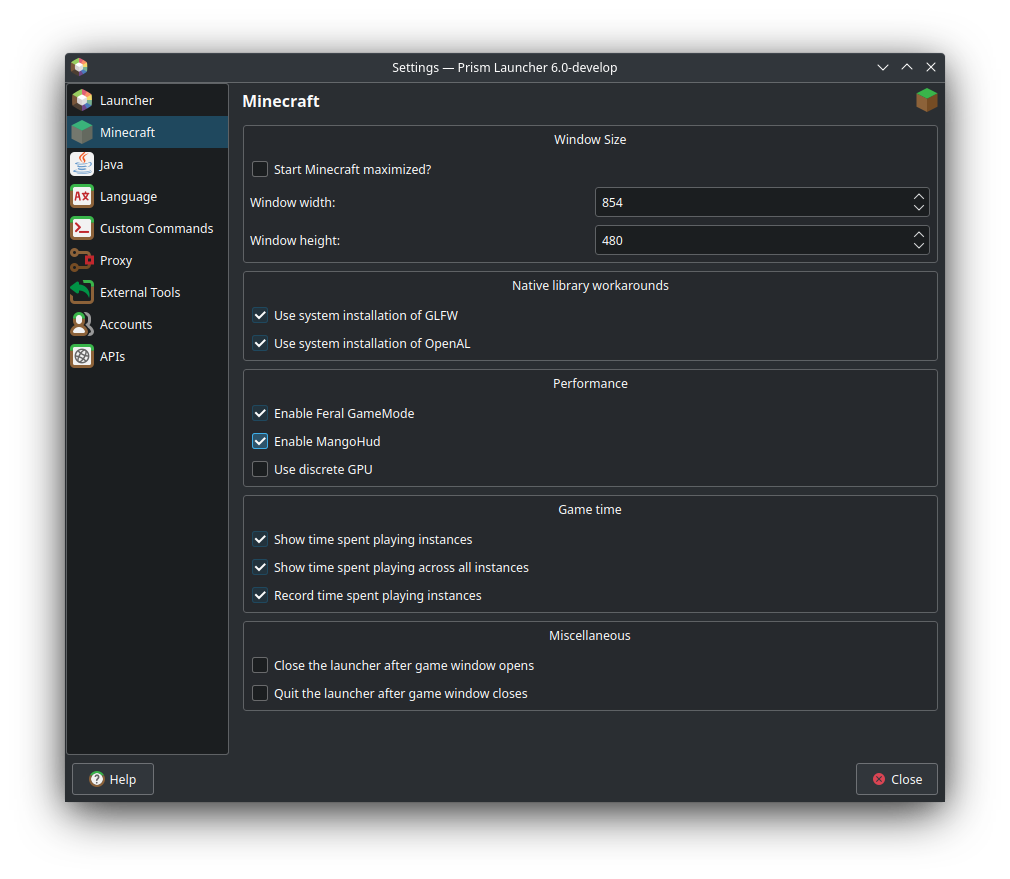 Settings — Prism Launcher 6.0-develop
Launcher
Minecraft
Java
Language
Custom Commands
Proxy
External Tools
Accounts
APIs
Minecraft
Window Size
Start Minecraft maximized?
Window width: 854
Window height: 480
Native library workarounds
Use system installation of GLFW
Use system installation of OpenAL
Performance
Enable Feral GameMode
Enable MangoHud
Use discrete GPU
Game time
Show time spent playing instances
Show time spent playing across all instances
Record time spent playing instances
Miscellaneous
Close the launcher after game window opens
Quit the launcher after game window closes
Help
Close